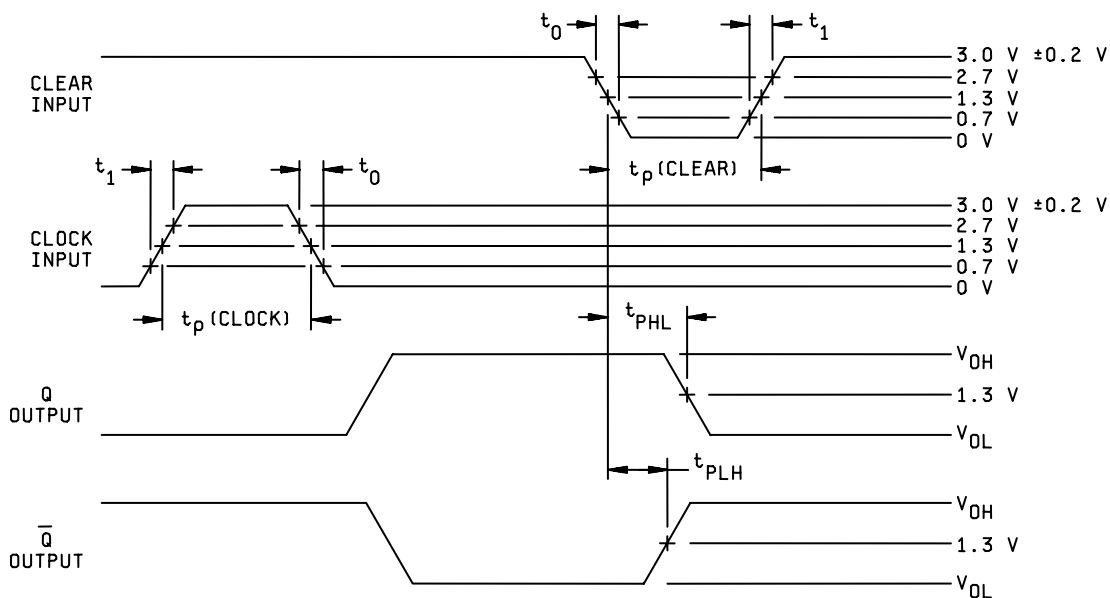 t0
t1
CLEAR
INPUT
3.0 V ±0.2 V
2.7 V
1.3 V
0.7 V
0 V
tp (CLEAR)
t1
t0
CLOCK
INPUT
3.0 V ±0.2 V
2.7 V
1.3 V
0.7 V
0 V
tp (CLOCK)
tPHL
Q
OUTPUT
VOH
1.3 V
VOL
tPLH
Q̅
OUTPUT
VOH
1.3 V
VOL